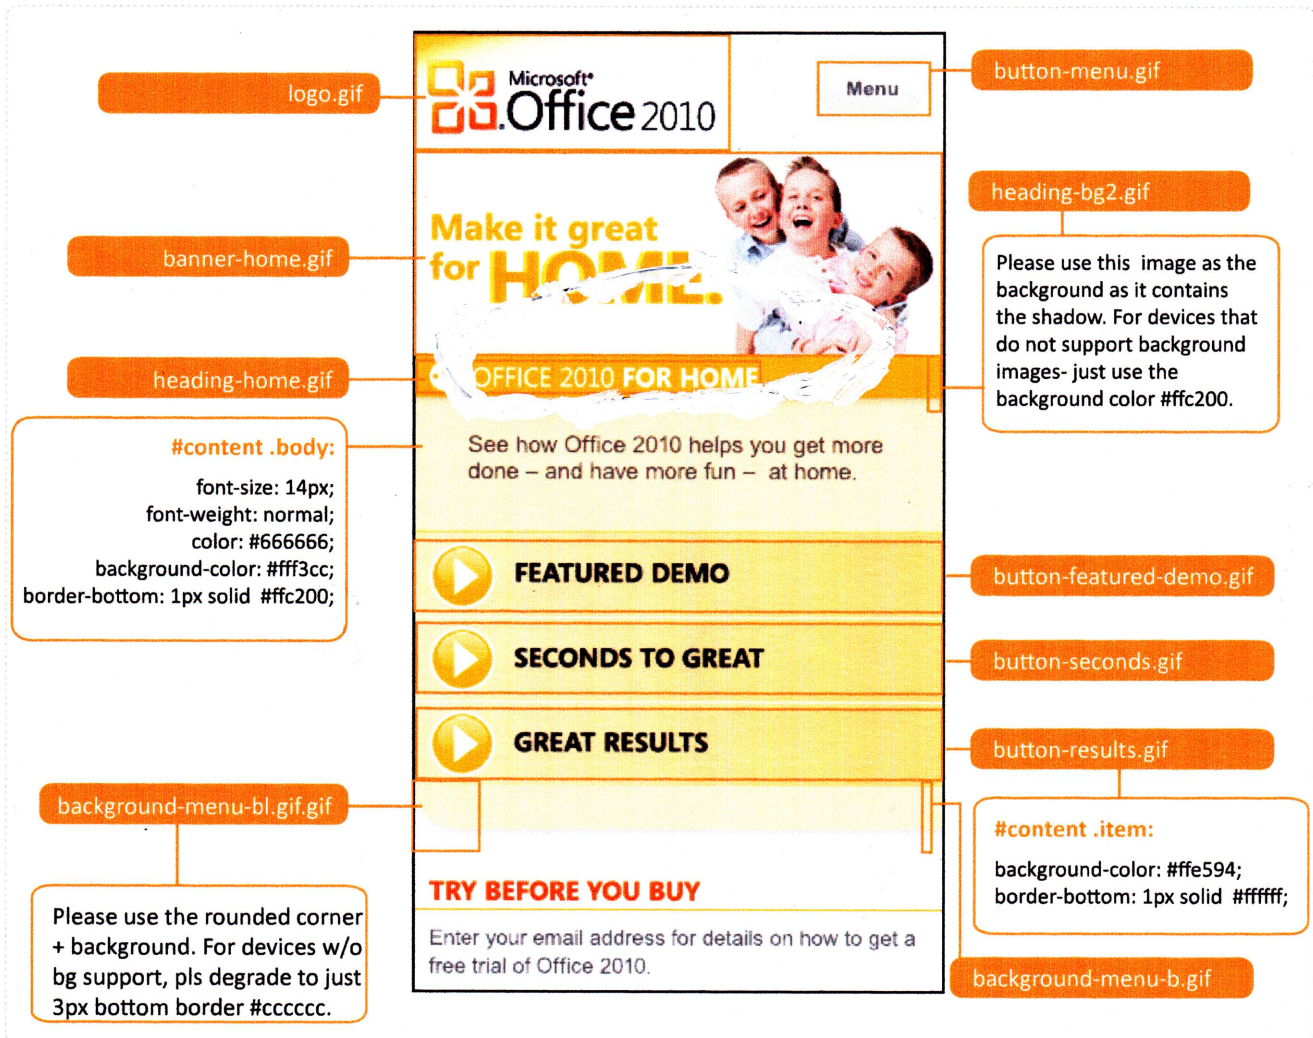 logo.gif
banner-home.gif
heading-home.gif
#content .body:
font-size: 14px;
font-weight: normal;
color: #666666;
background-color: #fff3cc;
border-bottom: 1px solid #ffc200;
background-menu-bl.gif.gif
Please use the rounded corner
+ background. For devices w/o
bg support, pls degrade to just
3px bottom border #cccccc.
Microsoft®
Office 2010
Menu
Make it great
for HOME.
OFFICE 2010 FOR HOME
See how Office 2010 helps you get more
done – and have more fun – at home.
FEATURED DEMO
SECONDS TO GREAT
GREAT RESULTS
TRY BEFORE YOU BUY
Enter your email address for details on how to get a
free trial of Office 2010.
button-menu.gif
heading-bg2.gif
Please use this image as the
background as it contains
the shadow. For devices that
do not support background
images- just use the
background color #ffc200.
button-featured-demo.gif
button-seconds.gif
button-results.gif
#content .item:
background-color: #ffe594;
border-bottom: 1px solid #ffffff;
background-menu-b.gif